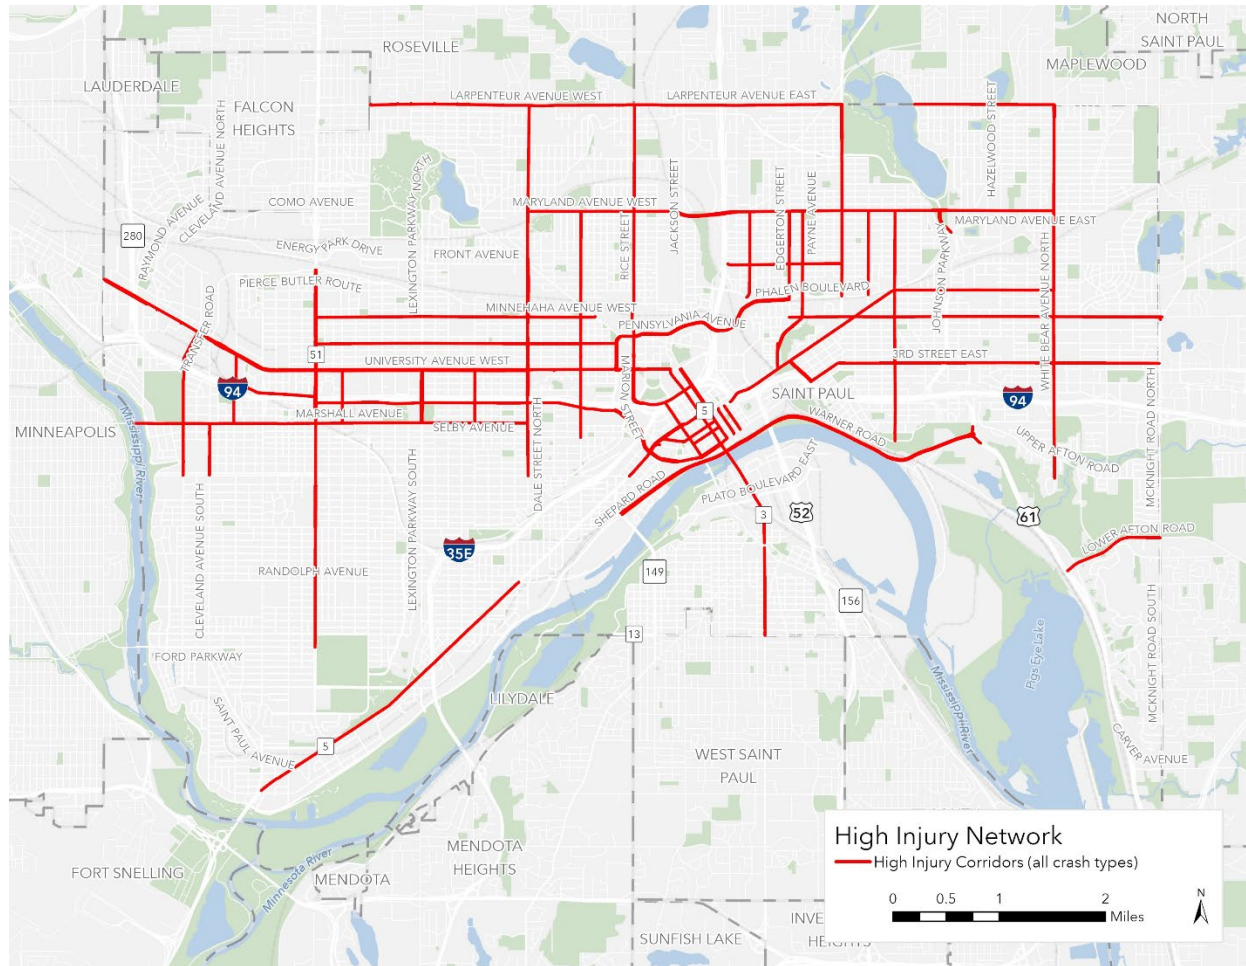 NORTH
SAINT PAUL
ROSEVILLE
MAPLEWOOD
LAUDERDALE
FALCON
HEIGHTS
LARPENTEUR AVENUE WEST
LARPENTEUR AVENUE EAST
CLEVELAND AVENUE NORTH
HAZELWOOD STREET
RAYMOND AVENUE
COMO AVENUE
LEXINGTON PARKWAY NORTH
MARYLAND AVENUE WEST
JACKSON STREET
EDGERTON STREET
PAYNE AVENUE
MARYLAND AVENUE EAST
280
ENERGY PARK DRIVE
FRONT AVENUE
RICE STREET
JOHNSON PARKWAY
WHITE BEAR AVENUE NORTH
PIERCE BUTLER ROUTE
PHALEN BOULEVARD
MINNEHAHA AVENUE WEST
PENNSYLVANIA AVENUE
TRANSFER ROAD
51
UNIVERSITY AVENUE WEST
MARION STREET
3RD STREET EAST
94
SAINT PAUL
94
MCKNIGHT ROAD NORTH
Mississippi River
MINNEAPOLIS
MARSHALL AVENUE
SELBY AVENUE
5
WARNER ROAD
UPPER AFTON ROAD
DALE STREET NORTH
PLATO BOULEVARD EAST
SHEPARD ROAD
LEXINGTON PARKWAY SOUTH
CLEVELAND AVENUE SOUTH
3
52
61
LOWER AFTON ROAD
35E
RANDOLPH AVENUE
149
156
13
MCKNIGHT ROAD SOUTH
Pigs Eye Lake
FORD PARKWAY
LILYDALE
SAINT PAUL AVENUE
5
Mississippi River
CARVER AVENUE
WEST SAINT
PAUL
MENDOTA
HEIGHTS
FORT SNELLING
MENDOTA
Minnesota River
SUNFISH LAKE
INVE
HEIGHTS
High Injury Network
High Injury Corridors (all crash types)
0 0.5 1 2
Miles
N